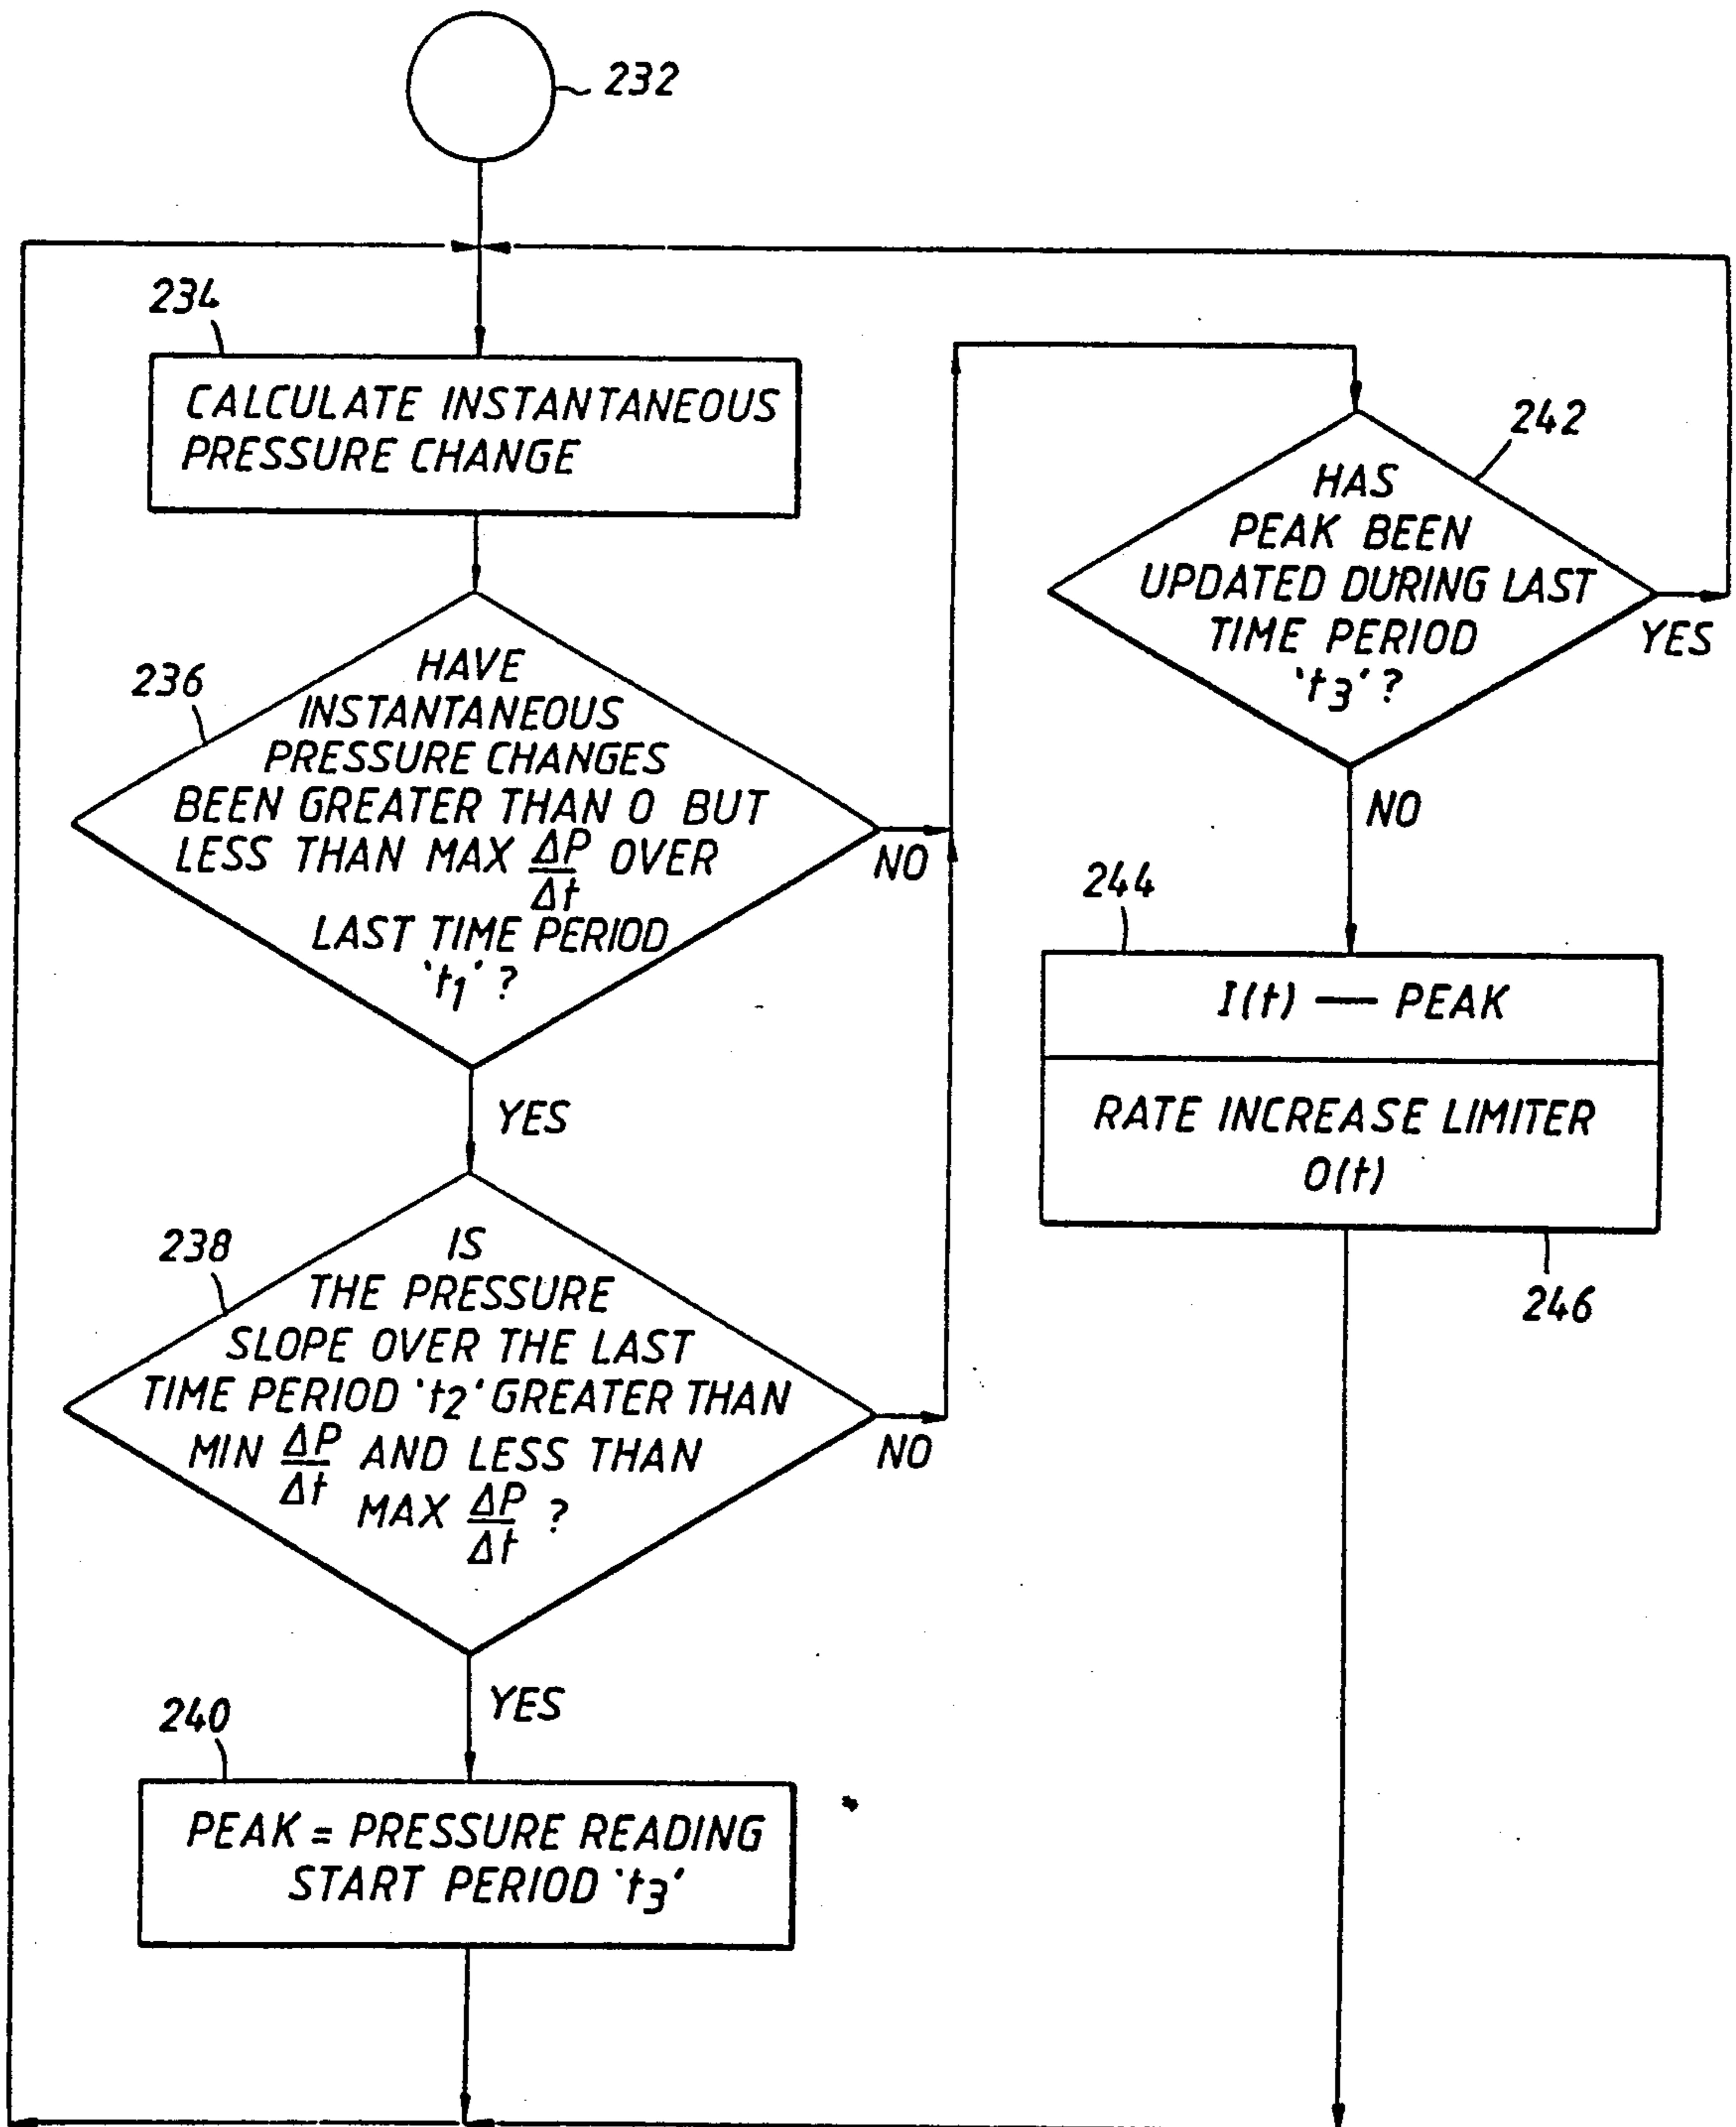 232
234
CALCULATE INSTANTANEOUS
PRESSURE CHANGE
236
HAVE
INSTANTANEOUS
PRESSURE CHANGES
BEEN GREATER THAN 0 BUT
LESS THAN MAX ΔP/Δt OVER
LAST TIME PERIOD
't1' ?
NO
YES
238
IS
THE PRESSURE
SLOPE OVER THE LAST
TIME PERIOD 't2' GREATER THAN
MIN ΔP/Δt AND LESS THAN
MAX ΔP/Δt ?
NO
YES
240
PEAK = PRESSURE READING
START PERIOD 't3'
242
HAS
PEAK BEEN
UPDATED DURING LAST
TIME PERIOD
't3' ?
YES
NO
244
I(t) — PEAK
RATE INCREASE LIMITER
O(t)
246